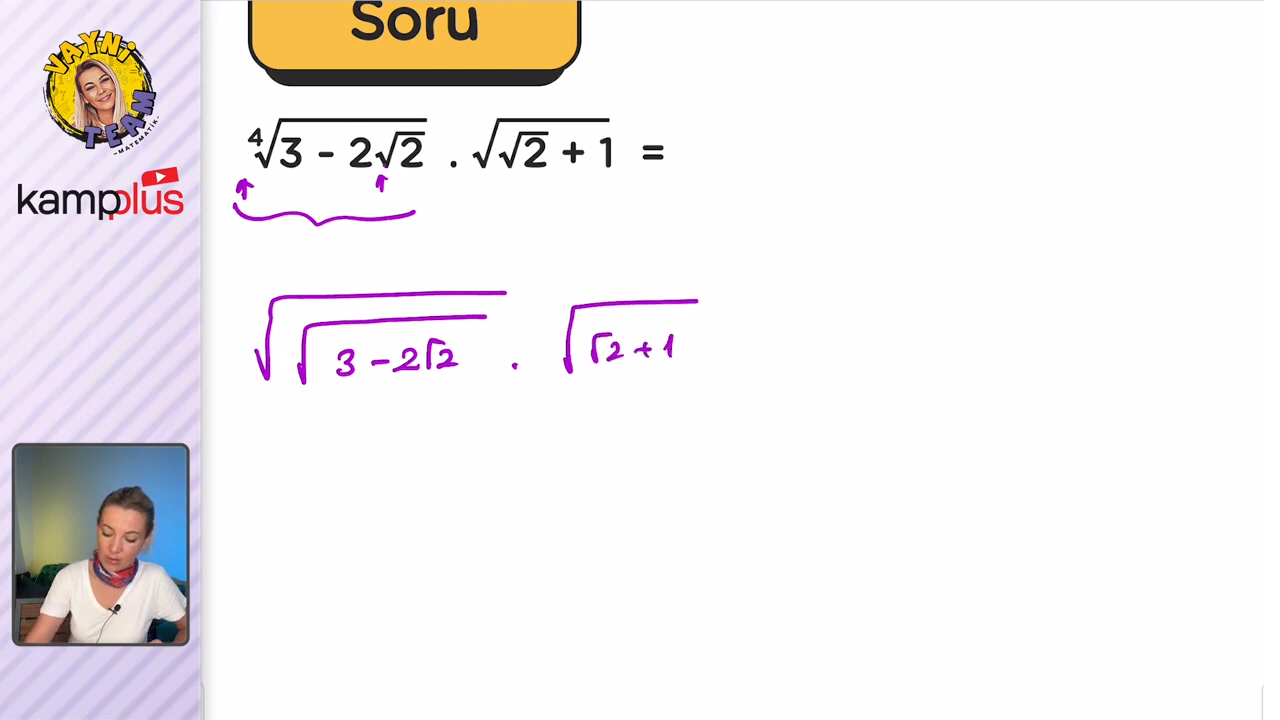 Soru
VAYNİ
TEAM
-MATEMATİK-
kampplus
⁴√(3 - 2√2) . √(√2 + 1) =
√(√(3 - 2√2)) . √(√2 + 1)